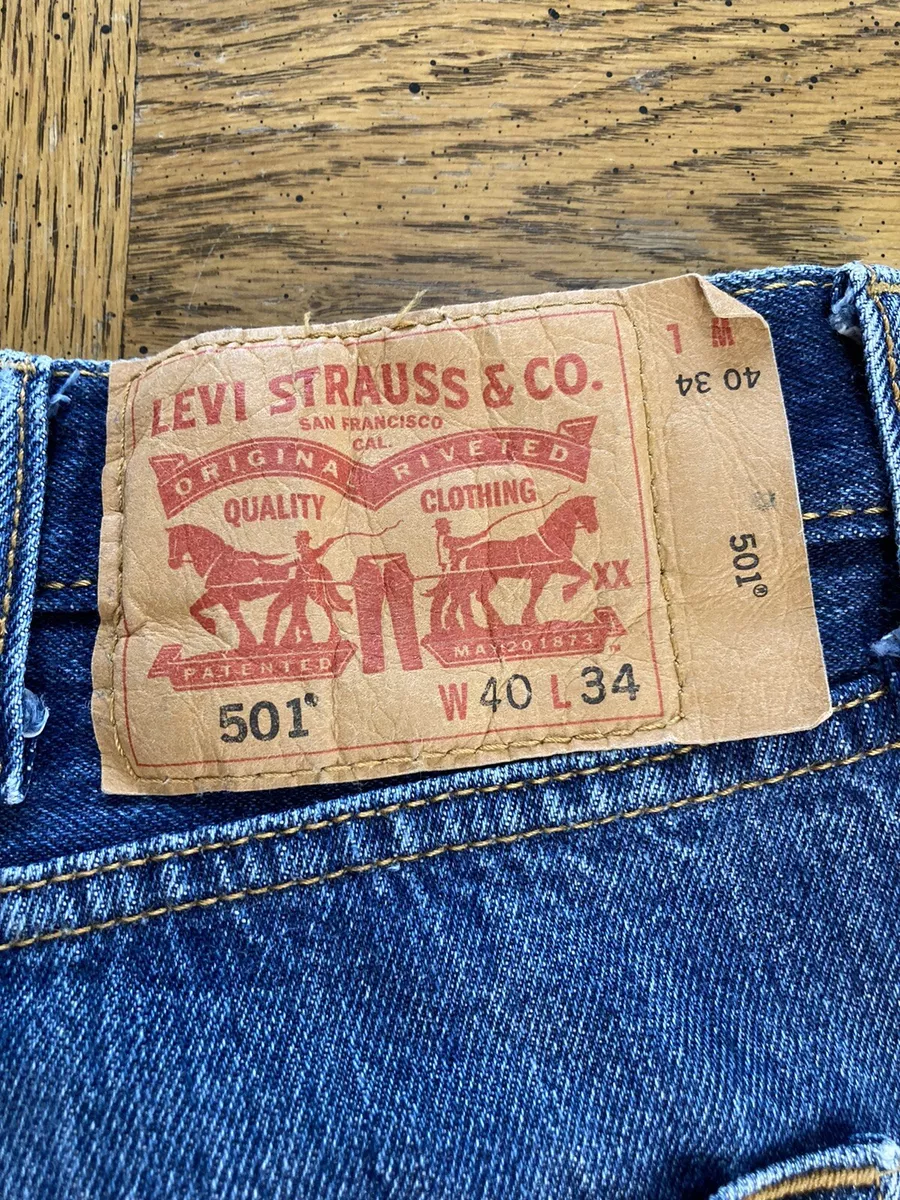 LEVI STRAUSS & CO.
SAN FRANCISCO
CAL.
ORIGINA RIVETED
QUALITY CLOTHING
XX
PATENTED MAY 20 1873 ™
501® W 40 L 34
40 34
501®